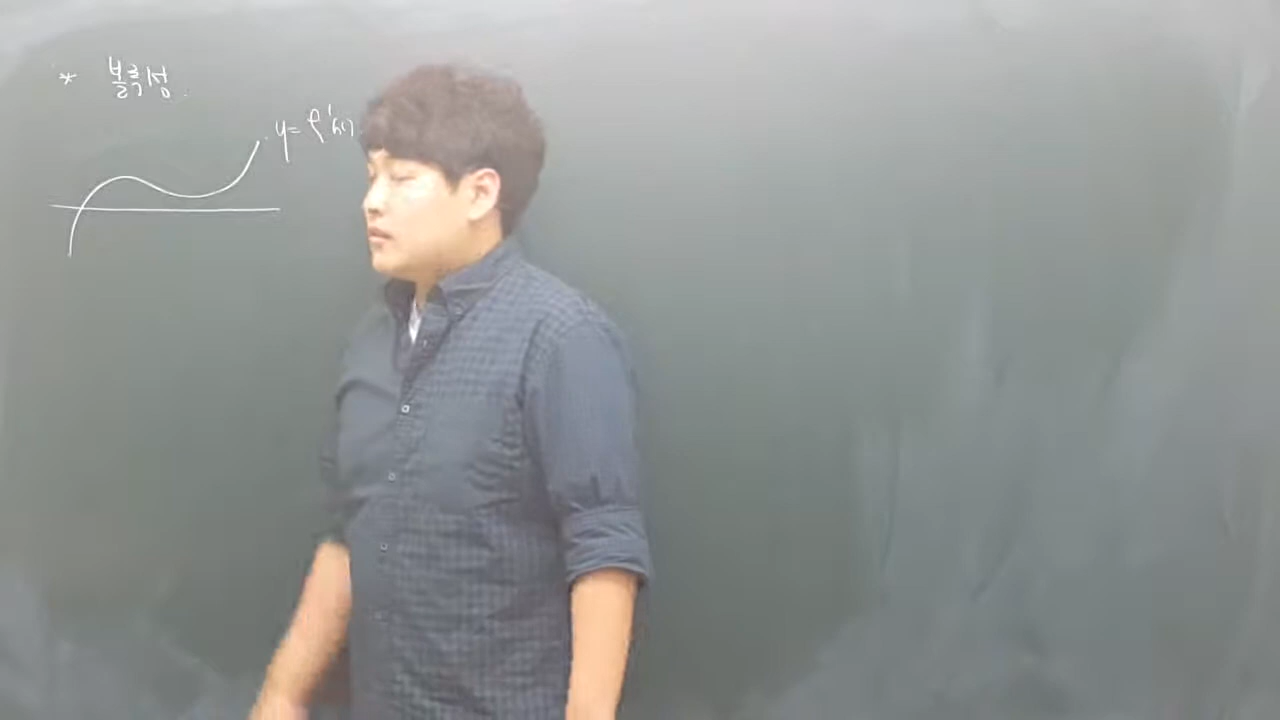 * 볼록성.
y = f'(x)